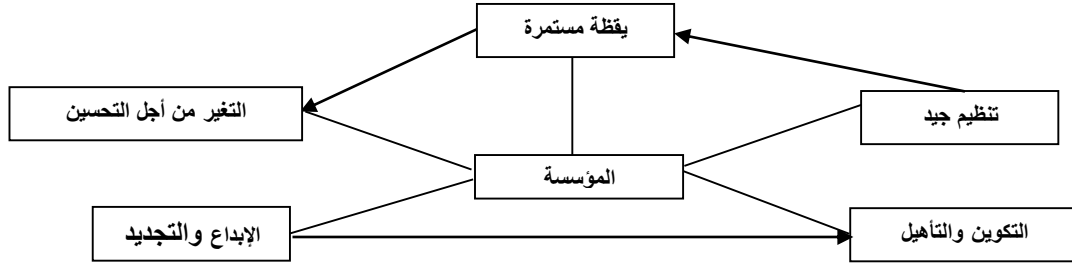 يقظة مستمرة
تنظيم جيد
التغير من أجل التحسين
المؤسسة
التكوين والتأهيل
الإبداع والتجديد